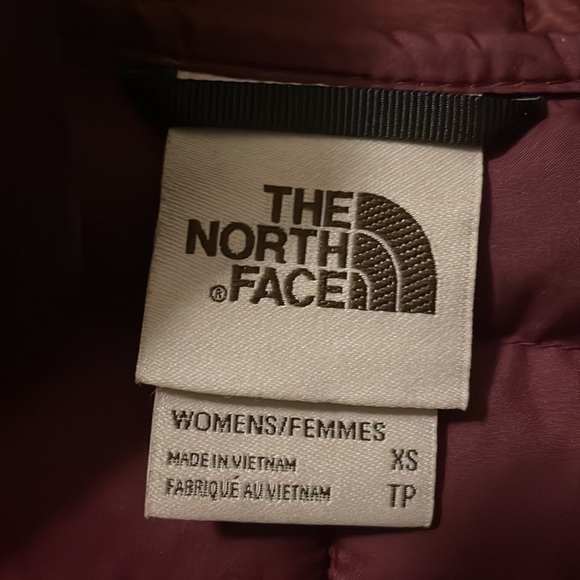 THE
NORTH
®FACE
WOMENS/FEMMES
MADE IN VIETNAM XS
FABRIQUÉ AU VIETNAM TP